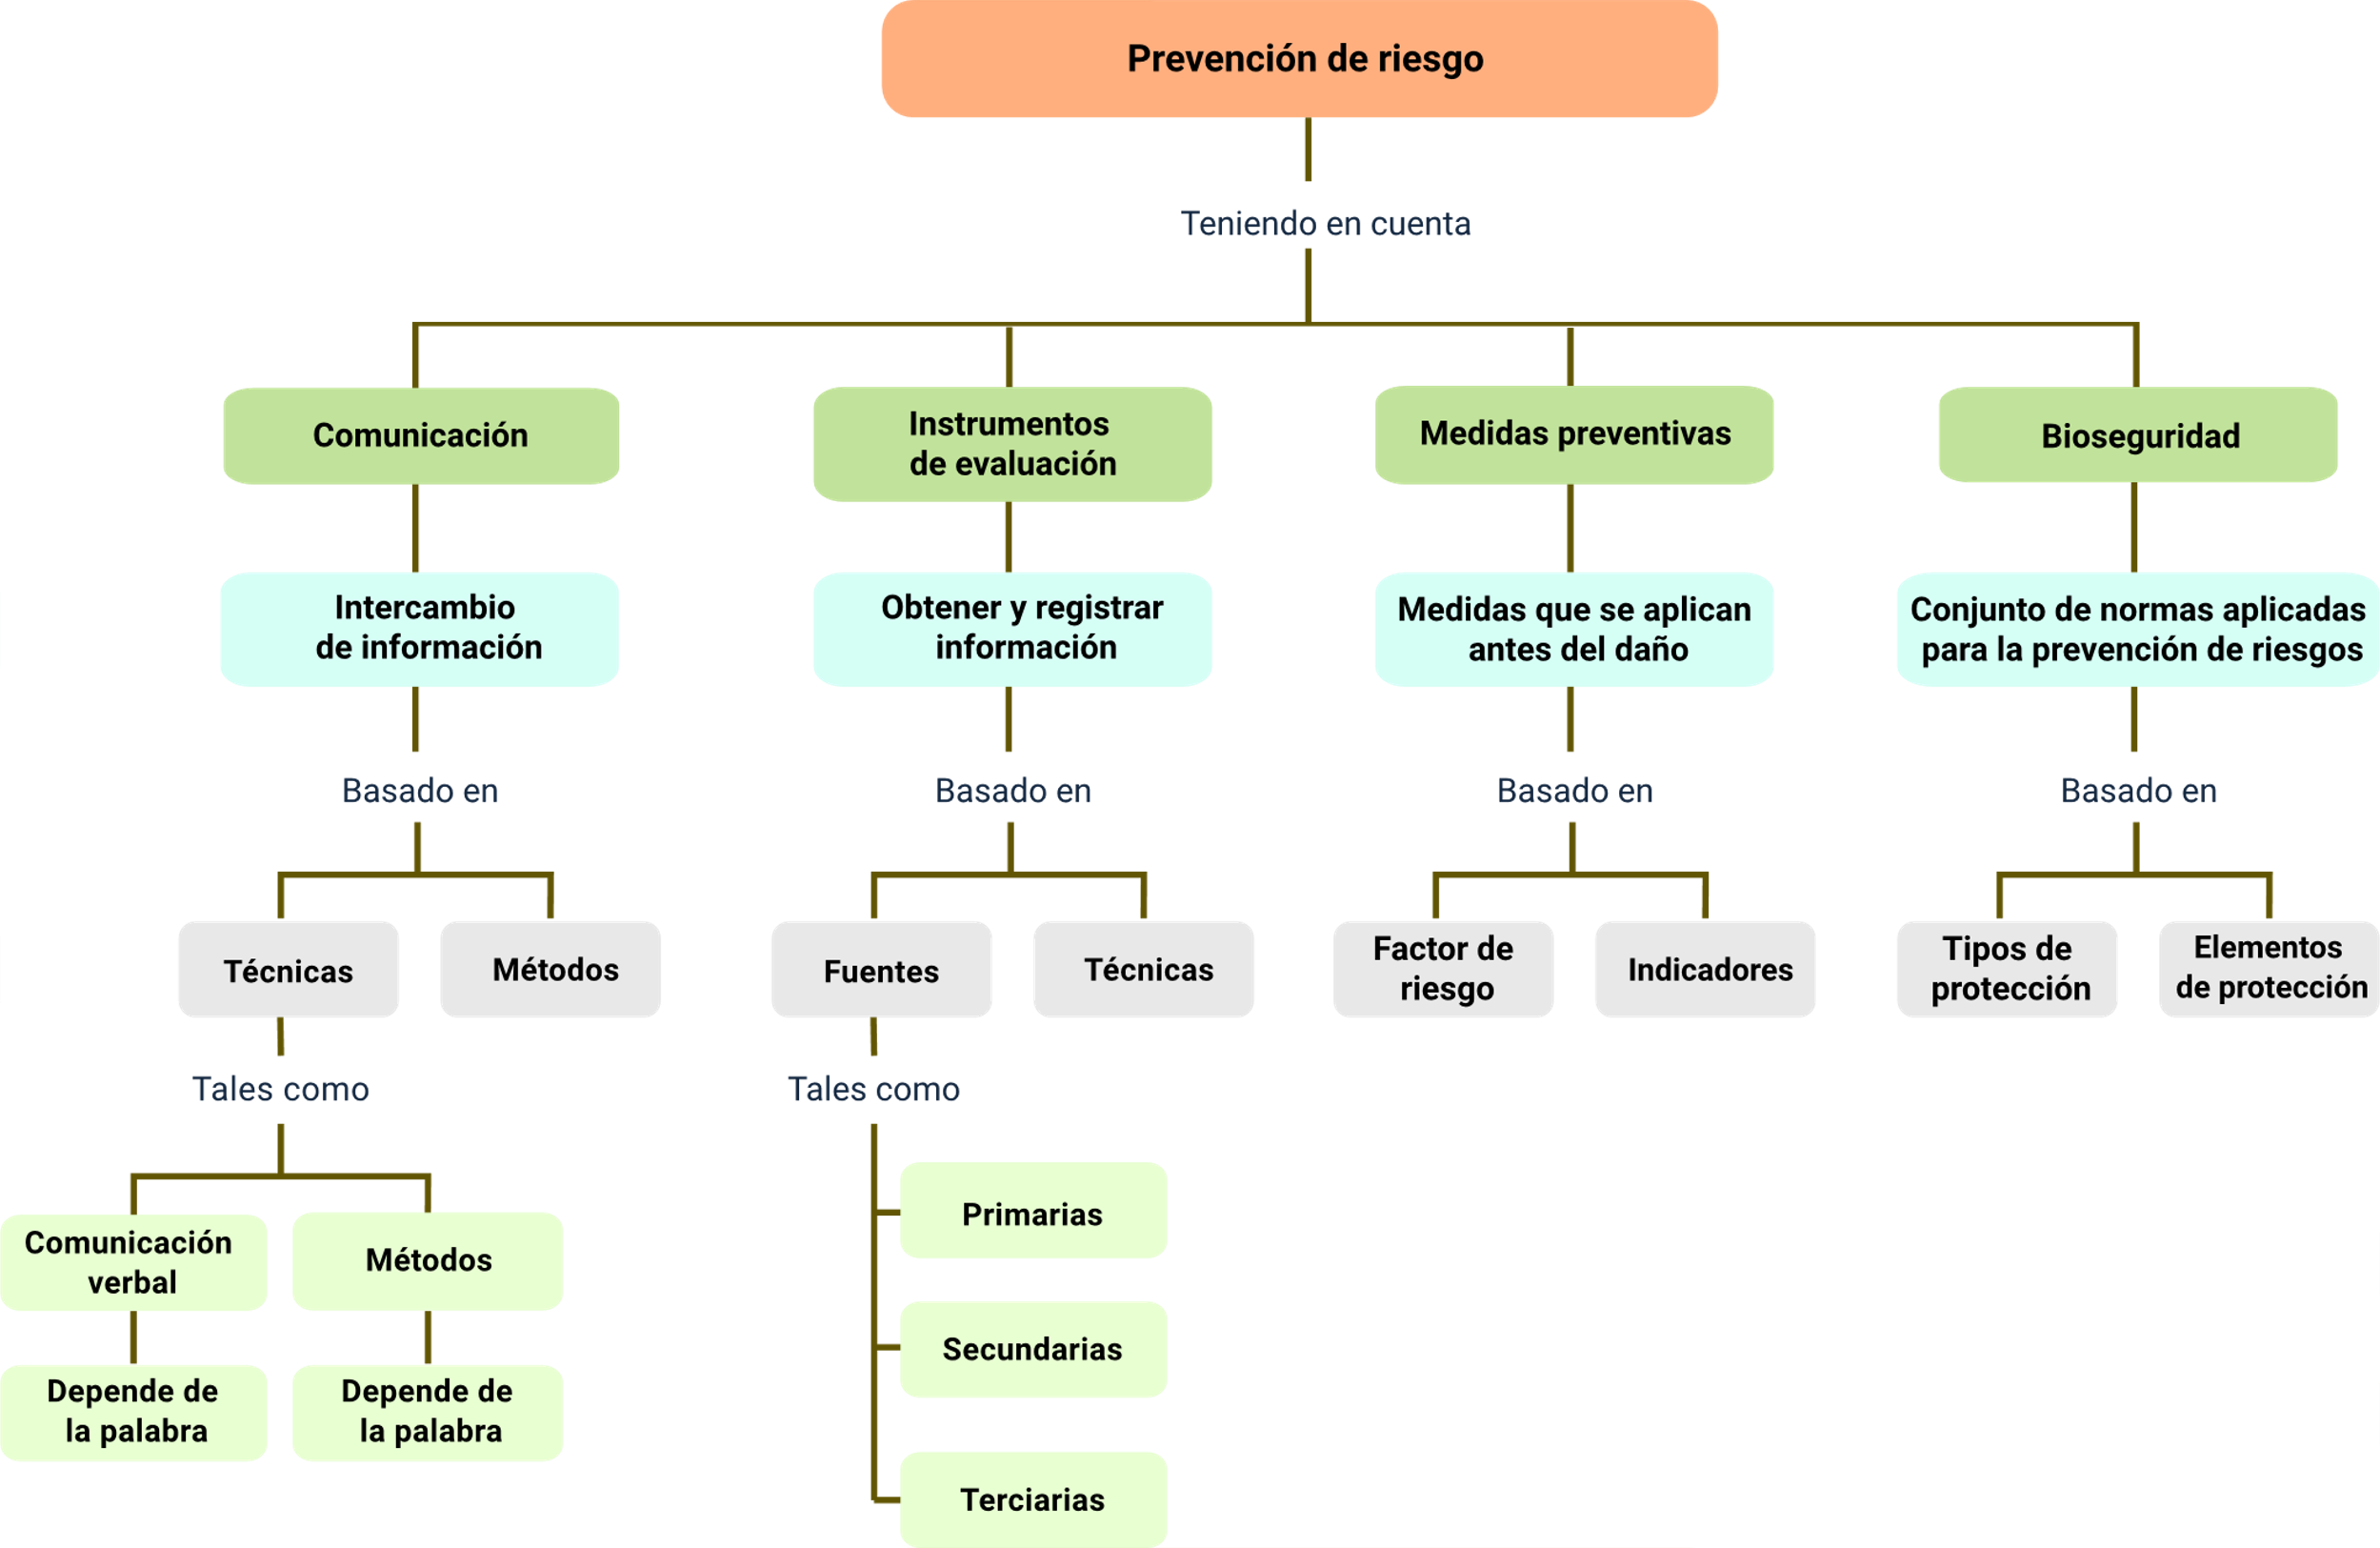 Prevención de riesgo
Teniendo en cuenta
Comunicación
Instrumentos
de evaluación
Medidas preventivas
Bioseguridad
Intercambio
de información
Obtener y registrar
información
Medidas que se aplican
antes del daño
Conjunto de normas aplicadas
para la prevención de riesgos
Basado en
Basado en
Basado en
Basado en
Técnicas
Métodos
Fuentes
Técnicas
Factor de
riesgo
Indicadores
Tipos de
protección
Elementos
de protección
Tales como
Tales como
Comunicación
verbal
Métodos
Depende de
la palabra
Depende de
la palabra
Primarias
Secundarias
Terciarias